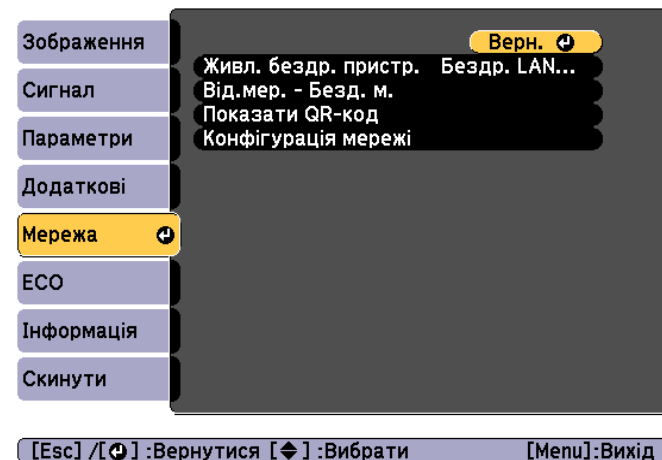 Зображення
Сигнал
Параметри
Додаткові
Мережа
ECO
Інформація
Скинути
Верн.
Живл. бездр. пристр. Бездр. LAN...
Від.мер. - Безд. м.
Показати QR-код
Конфігурація мережі
[Esc] /[ ] :Вернутися [ ] :Вибрати [Menu]:Вихід